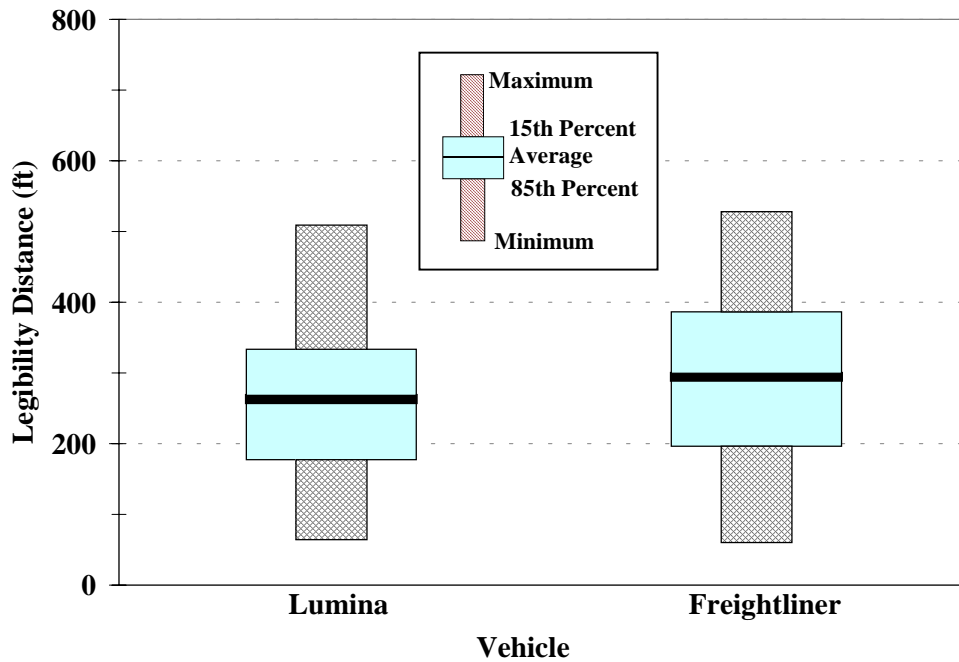 800
600
400
200
0
Legibility Distance (ft)
Maximum
15th Percent
Average
85th Percent
Minimum
Lumina
Freightliner
Vehicle